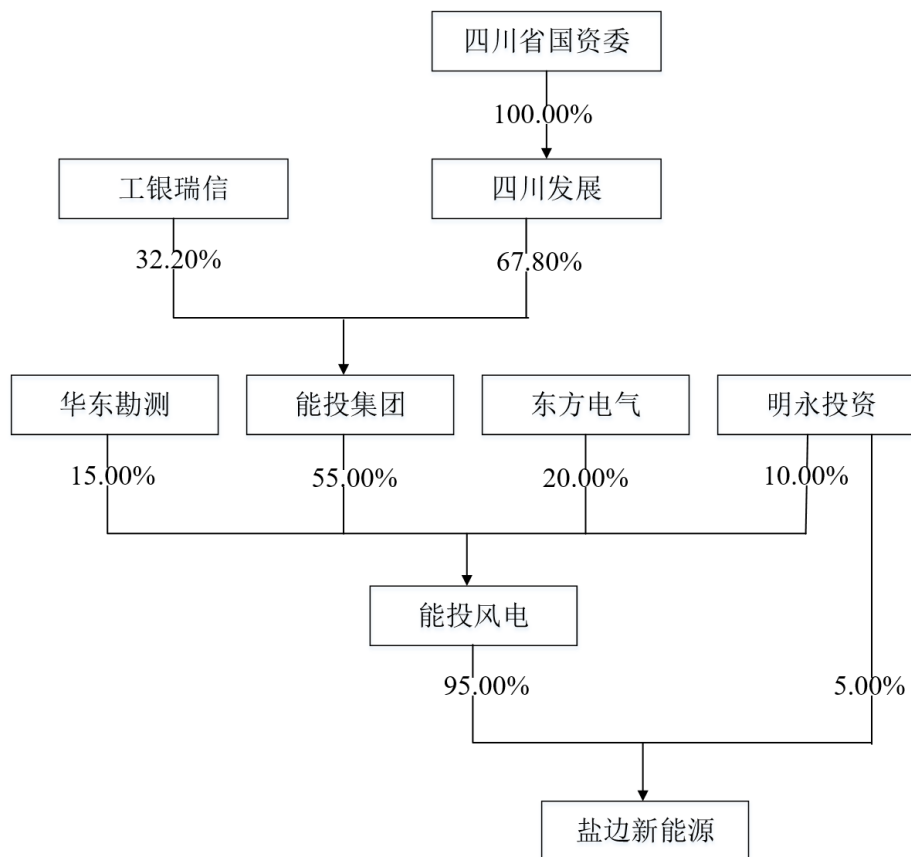 四川省国资委
100.00%
工银瑞信
四川发展
32.20%
67.80%
华东勘测
能投集团
东方电气
明永投资
15.00%
55.00%
20.00%
10.00%
能投风电
95.00%
5.00%
盐边新能源